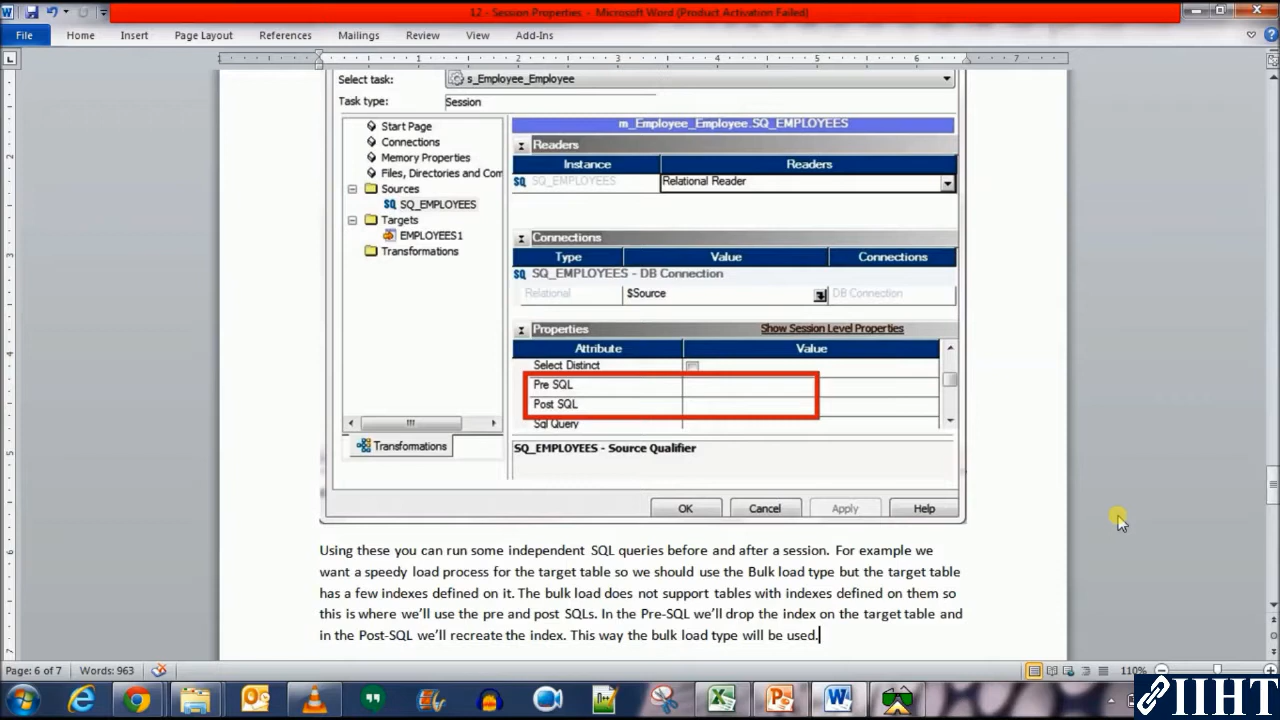 12 - Session Properties - Microsoft Word (Product Activation Failed)
File Home Insert Page Layout References Mailings Review View Add-Ins
1 1 2 3 4 5 6 7
Select task: s_Employee_Employee
Task type: Session
Start Page
Connections
Memory Properties
Files, Directories and Com
Sources
SQ_EMPLOYEES
Targets
EMPLOYEES1
Transformations
Transformations
m_Employee_Employee.SQ_EMPLOYEES
Readers
Instance Readers
SQ_EMPLOYEES Relational Reader
Connections
Type Value Connections
SQ_EMPLOYEES - DB Connection
Relational $Source DB Connection
Properties Show Session Level Properties
Attribute Value
Select Distinct
Pre SQL
Post SQL
Sql Query
SQ_EMPLOYEES - Source Qualifier
OK Cancel Apply Help
Using these you can run some independent SQL queries before and after a session. For example we
want a speedy load process for the target table so we should use the Bulk load type but the target table
has a few indexes defined on it. The bulk load does not support tables with indexes defined on them so
this is where we'll use the pre and post SQLs. In the Pre-SQL we'll drop the index on the target table and
in the Post-SQL we'll recreate the index. This way the bulk load type will be used.
Page: 6 of 7 Words: 963 110%
IIHT